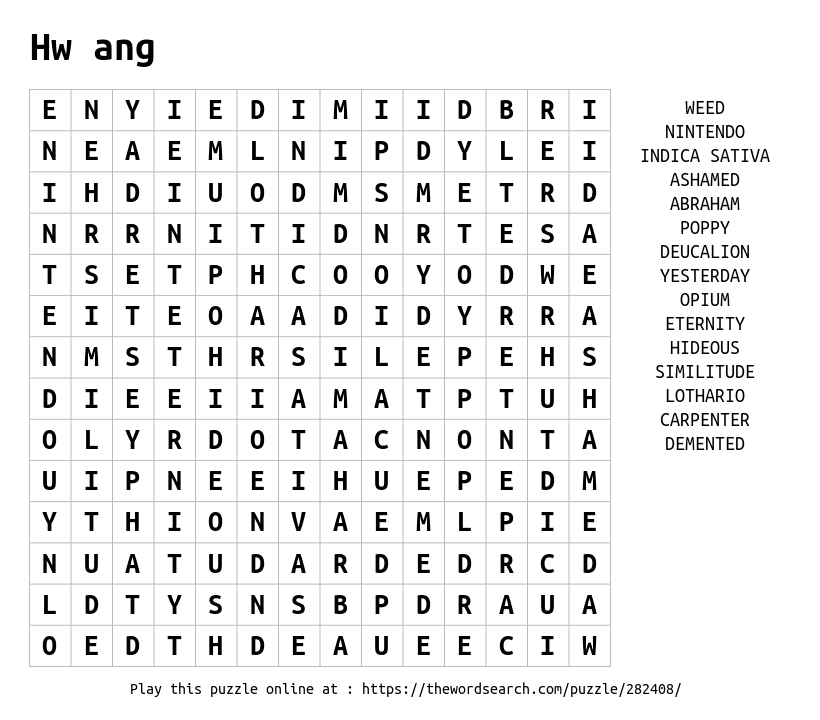 Hw ang
E N Y I E D I M I I D B R I
N E A E M L N I P D Y L E I
I H D I U O D M S M E T R D
N R R N I T I D N R T E S A
T S E T P H C O O Y O D W E
E I T E O A A D I D Y R R A
N M S T H R S I L E P E H S
D I E E I I A M A T P T U H
O L Y R D O T A C N O N T A
U I P N E E I H U E P E D M
Y T H I O N V A E M L P I E
N U A T U D A R D E D R C D
L D T Y S N S B P D R A U A
O E D T H D E A U E E C I W
WEED
NINTENDO
INDICA SATIVA
ASHAMED
ABRAHAM
POPPY
DEUCALION
YESTERDAY
OPIUM
ETERNITY
HIDEOUS
SIMILITUDE
LOTHARIO
CARPENTER
DEMENTED
Play this puzzle online at : https://thewordsearch.com/puzzle/282408/